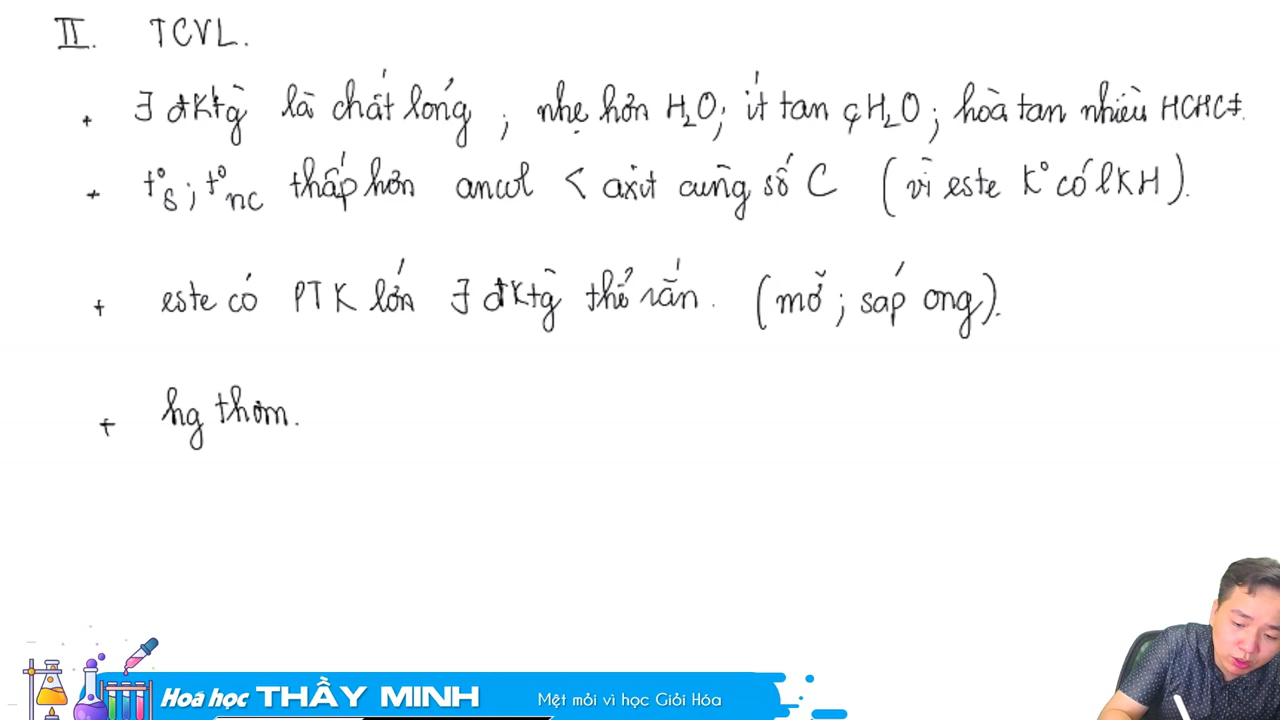 II. TCVL.
+ ∃ đktg̀ là chất lỏng ; nhẹ hơn H₂O; ít tan H₂O; hòa tan nhiều HCHC ≠.
+ t°s ; t°nc thấp hơn ancol < axit cùng số C (vì este K° có lKH).
+ este có PTK lớn ∃ đktg̀ thể rắn. (mỡ ; sáp ong).
+ hg thơm.
Hoá học THẦY MINH Mệt mỏi vì học Giỏi Hóa